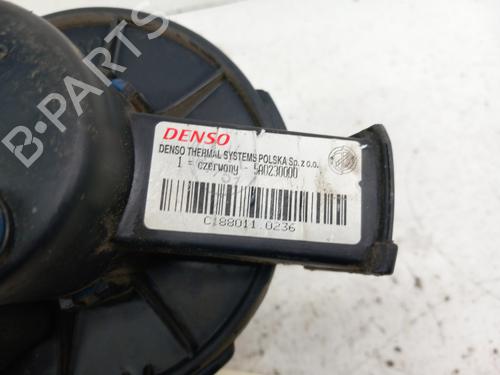 B-PARTS
DENSO
DENSO THERMAL SYSTEMS POLSKA Sp. z o.o.
1 = czerwony - 5A0230000
C188011.0236